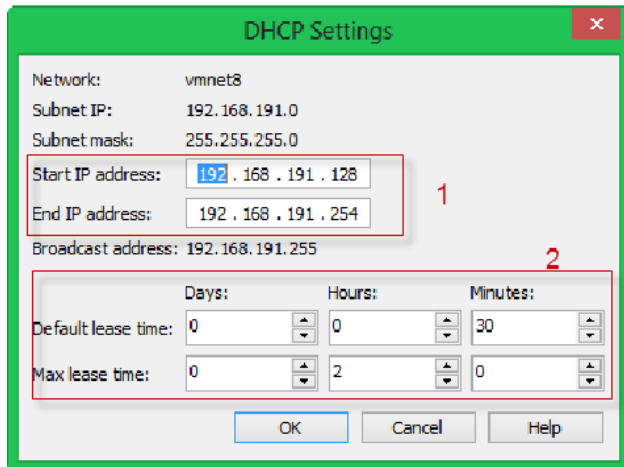 DHCP Settings
x
Network: vmnet8
Subnet IP: 192.168.191.0
Subnet mask: 255.255.255.0
Start IP address: 192 . 168 . 191 . 128
1
End IP address: 192 . 168 . 191 . 254
Broadcast address: 192.168.191.255
2
Days: Hours: Minutes:
Default lease time: 0 0 30
Max lease time: 0 2 0
OK Cancel Help